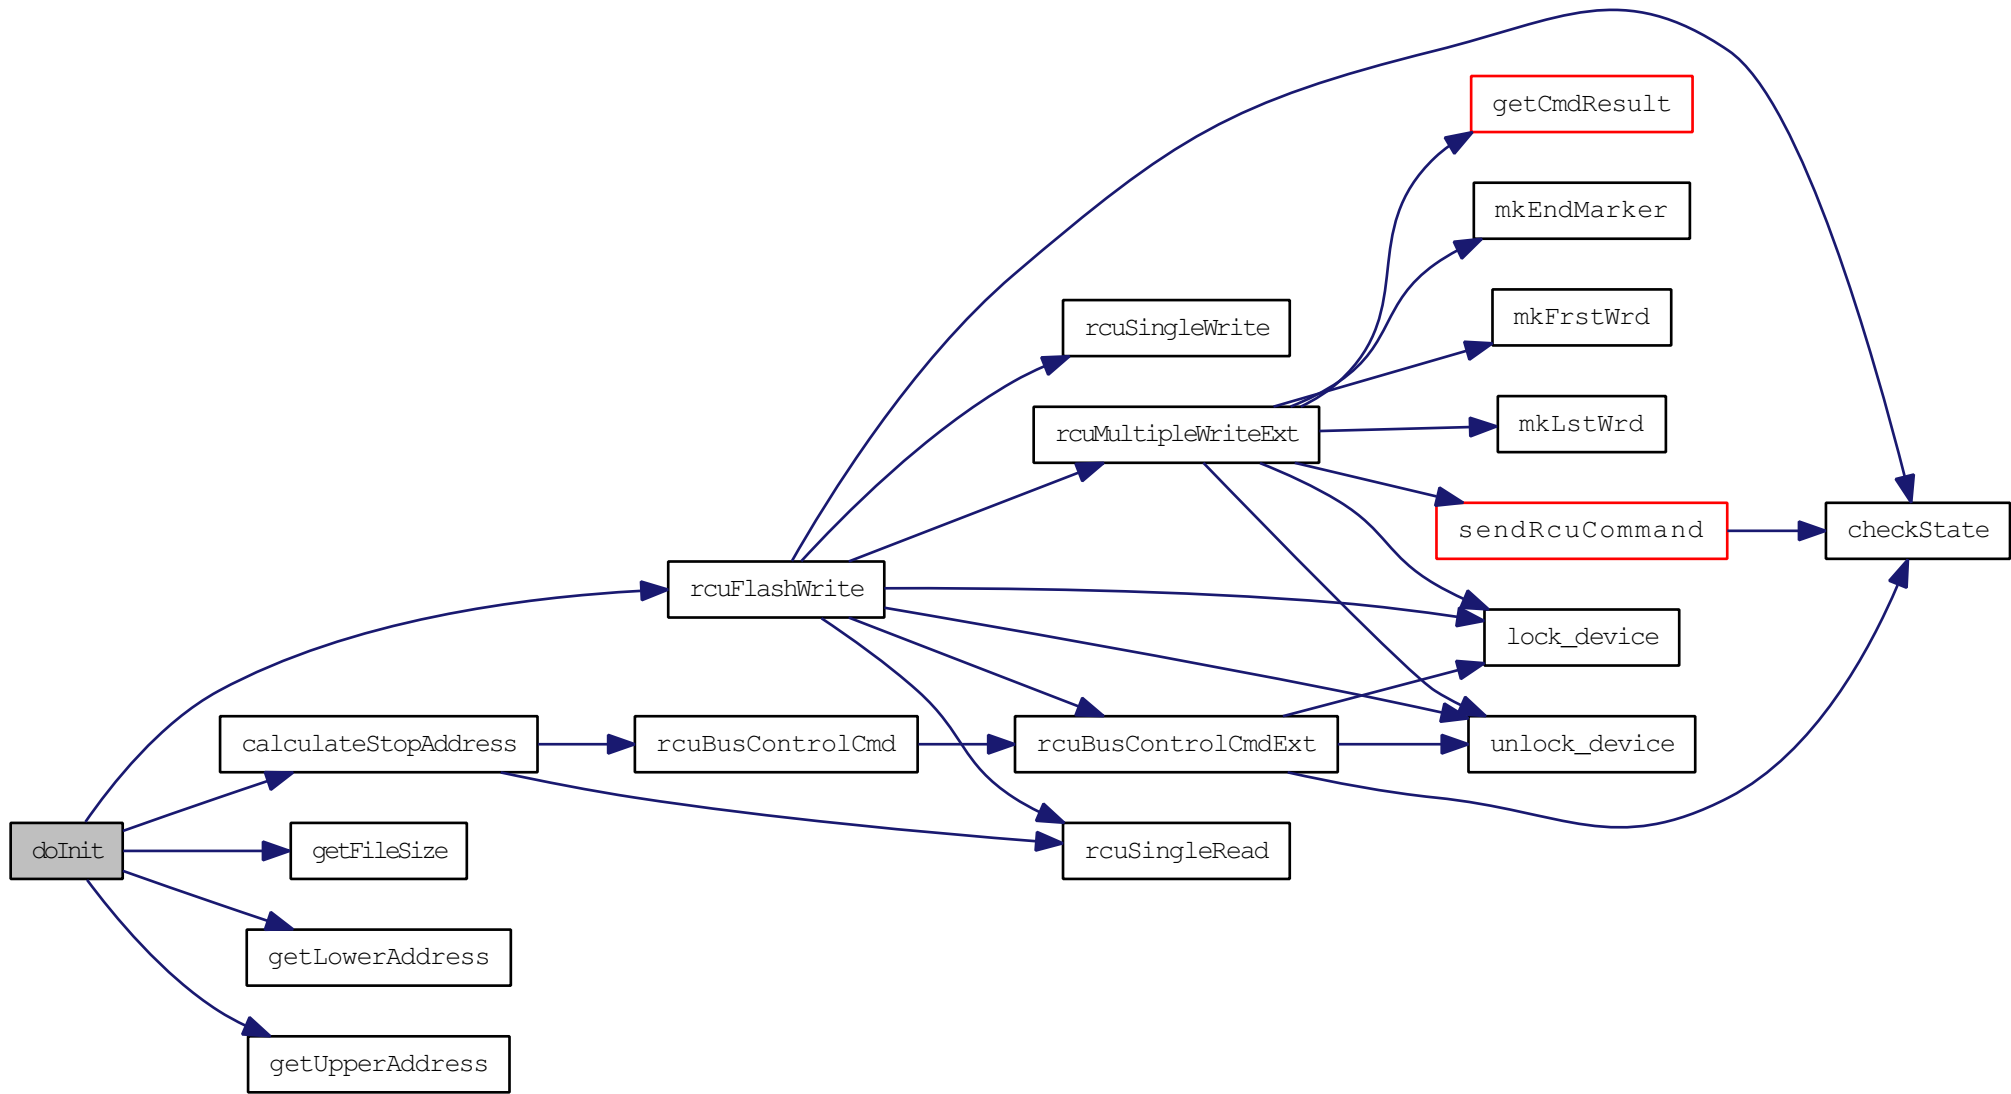 getCmdResult
mkEndMarker
mkFrstWrd
rcuSingleWrite
mkLstWrd
rcuMultipleWriteExt
sendRcuCommand
checkState
rcuFlashWrite
lock_device
calculateStopAddress
rcuBusControlCmd
rcuBusControlCmdExt
unlock_device
doInit
getFileSize
rcuSingleRead
getLowerAddress
getUpperAddress